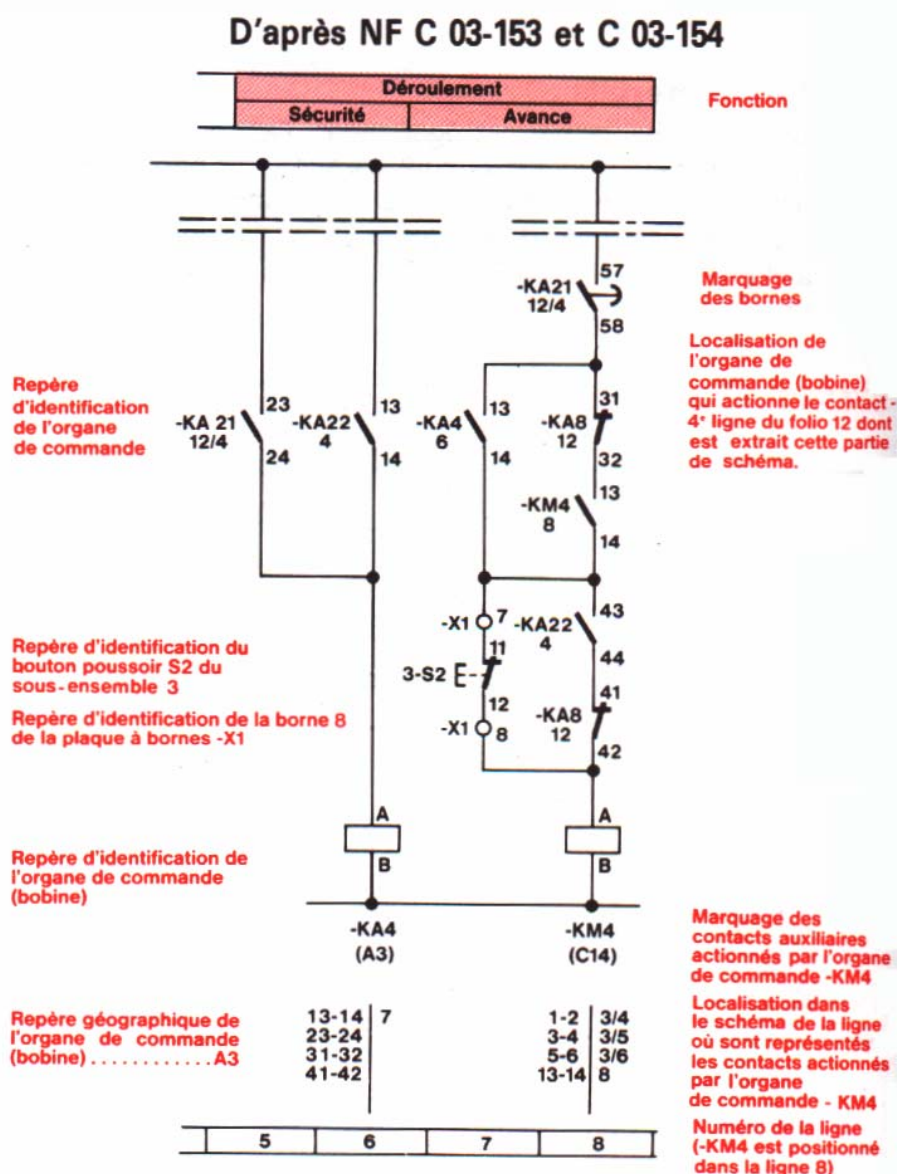 D'après NF C 03-153 et C 03-154
Déroulement
Sécurité
Avance
Fonction
57
-KA21
12/4
58
Marquage
des bornes
Localisation de
l'organe de
commande (bobine)
qui actionne le contact -
4e ligne du folio 12 dont
est extrait cette partie
de schéma.
Repère
d'identification
de l'organe
de commande
23
-KA 21
12/4
24
13
-KA22
4
14
13
-KA4
6
14
31
-KA8
12
32
13
-KM4
8
14
Repère d'identification du
bouton poussoir S2 du
sous-ensemble 3
-X1
7
11
3-S2
12
-X1
8
43
-KA22
4
44
41
-KA8
12
42
Repère d'identification de la borne 8
de la plaque à bornes -X1
A
B
A
B
Repère d'identification de
l'organe de commande
(bobine)
-KA4
(A3)
-KM4
(C14)
Marquage des
contacts auxiliaires
actionnés par l'organe
de commande -KM4
Repère géographique de
l'organe de commande
(bobine) ............ A3
13-14 7
23-24
31-32
41-42
1-2 3/4
3-4 3/5
5-6 3/6
13-14 8
Localisation dans
le schéma de la ligne
où sont représentés
les contacts actionnés
par l'organe
de commande - KM4
5
6
7
8
Numéro de la ligne
(-KM4 est positionné
dans la ligne 8)